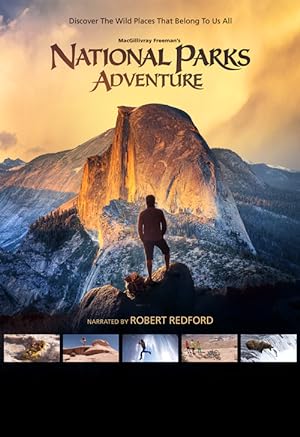 Discover The Wild Places That Belong To Us All
MacGillivray Freeman's
NATIONAL PARKS
ADVENTURE
NARRATED BY ROBERT REDFORD